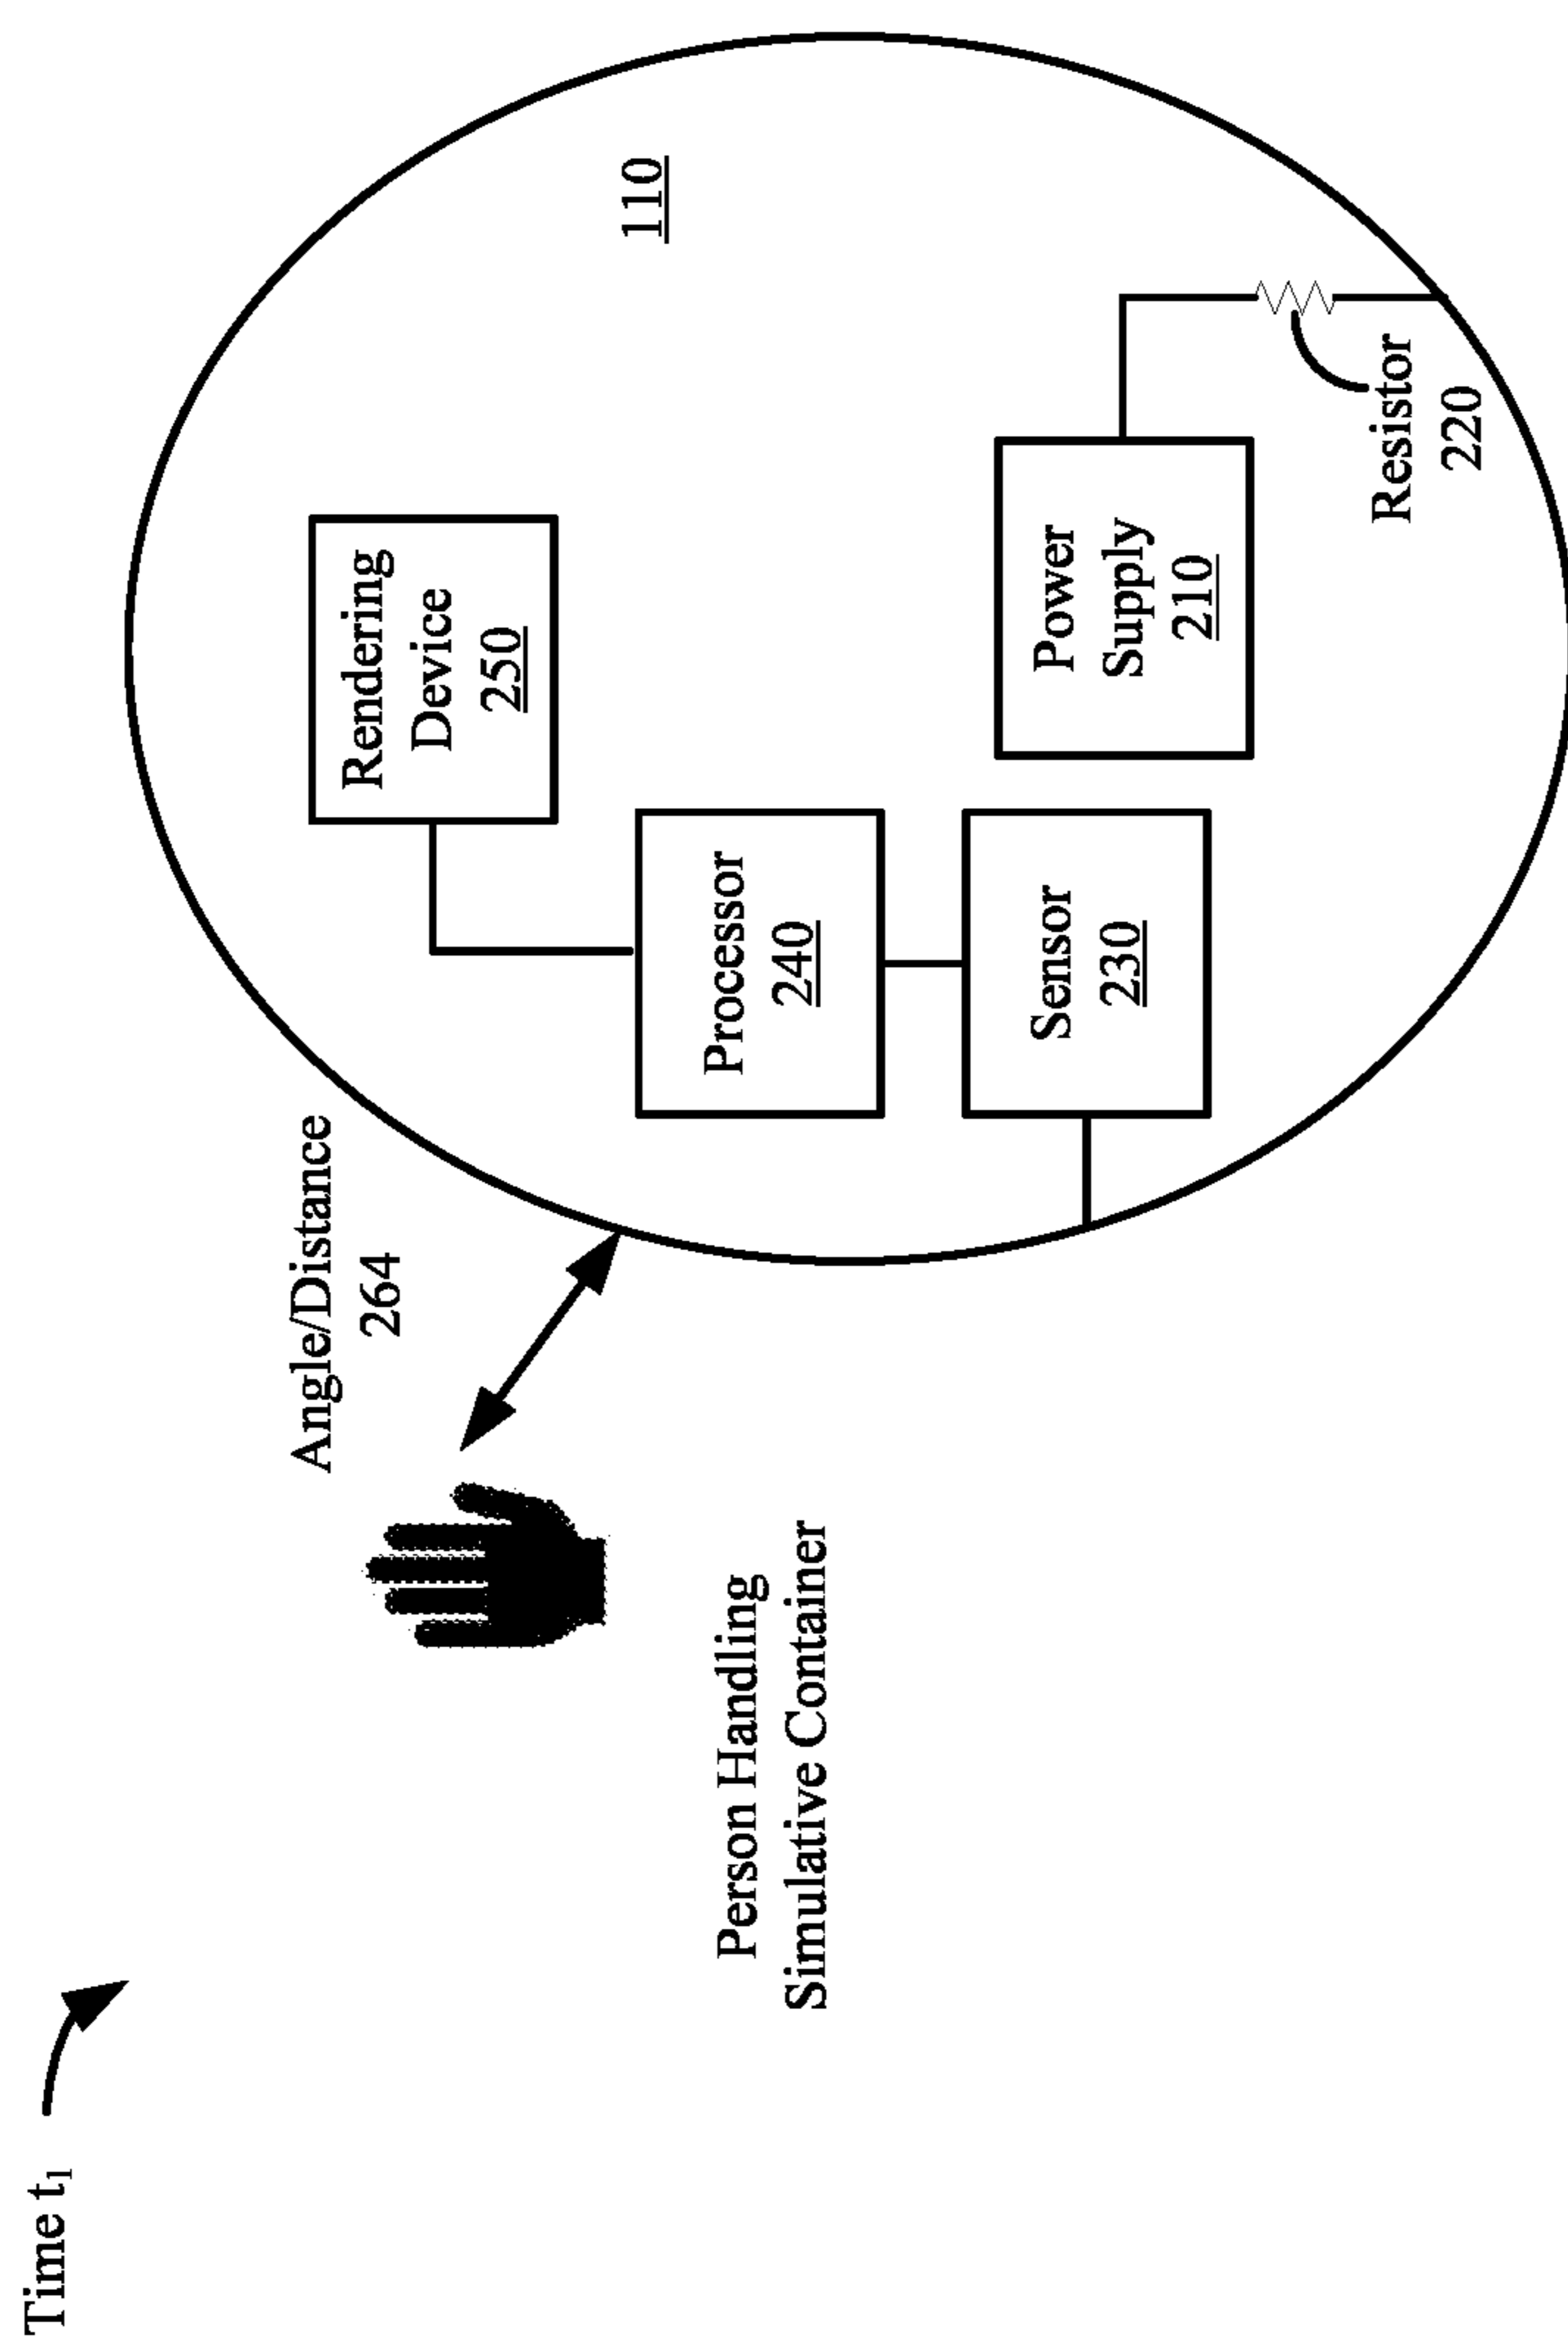 Time t1
Angle/Distance
264
Person Handling
Simulative Container
Rendering
Device
250
110
Processor
240
Sensor
230
Power
Supply
210
Resistor
220